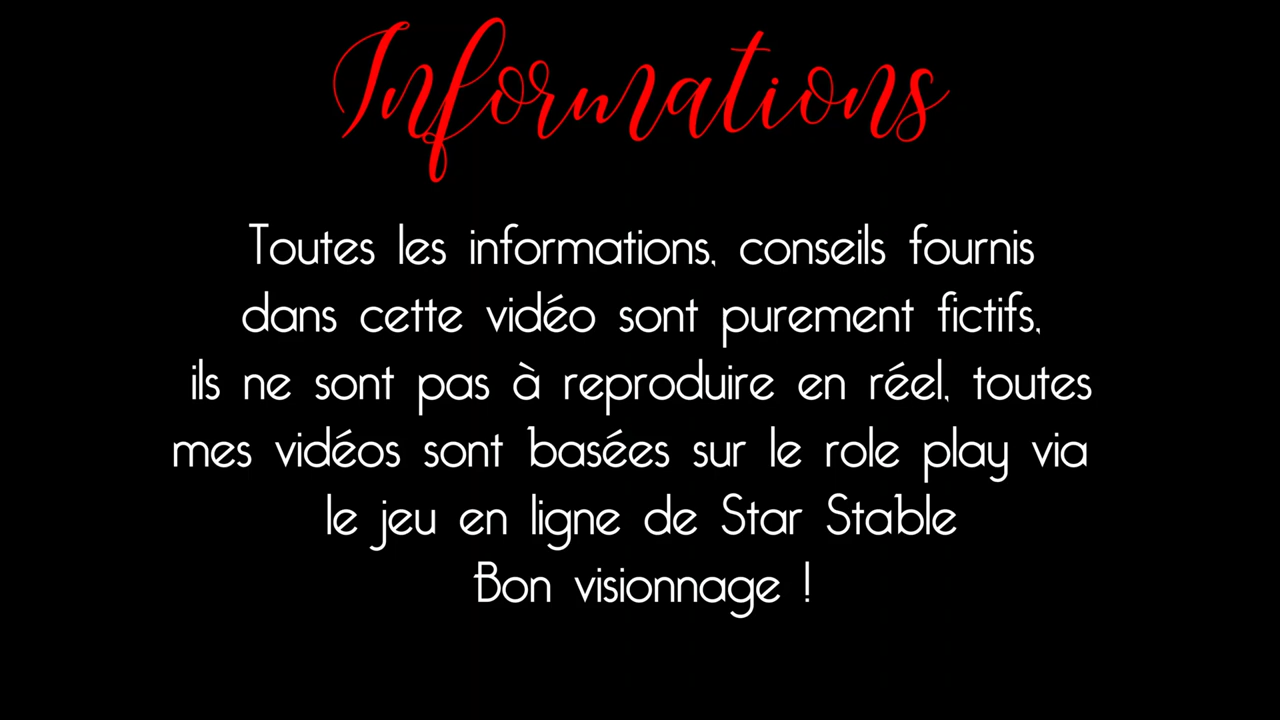 Informations
Toutes les informations, conseils fournis
dans cette vidéo sont purement fictifs,
ils ne sont pas à reproduire en réel, toutes
mes vidéos sont basées sur le role play via
le jeu en ligne de Star Stable
Bon visionnage !